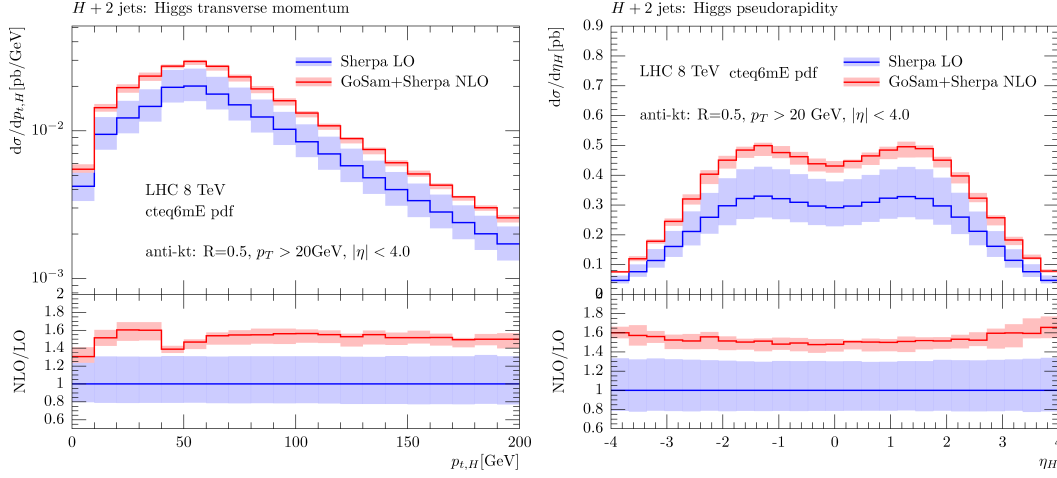 H + 2 jets: Higgs transverse momentum
dσ/dp_{t,H}[pb/GeV]
10^{-2}
10^{-3}
Sherpa LO
GoSam+Sherpa NLO
LHC 8 TeV
cteq6mE pdf
anti-kt: R=0.5, p_T > 20GeV, |η| < 4.0
NLO/LO
2
1.8
1.6
1.4
1.2
1
0.8
0.6
0 50 100 150 200
p_{t,H}[GeV]
H + 2 jets: Higgs pseudorapidity
dσ/dη_H[pb]
0.9
0.8
0.7
0.6
0.5
0.4
0.3
0.2
0.1
Sherpa LO
GoSam+Sherpa NLO
LHC 8 TeV cteq6mE pdf
anti-kt: R=0.5, p_T > 20 GeV, |η| < 4.0
NLO/LO
1.8
1.6
1.4
1.2
1
0.8
0.6
-4 -3 -2 -1 0 1 2 3 4
η_H